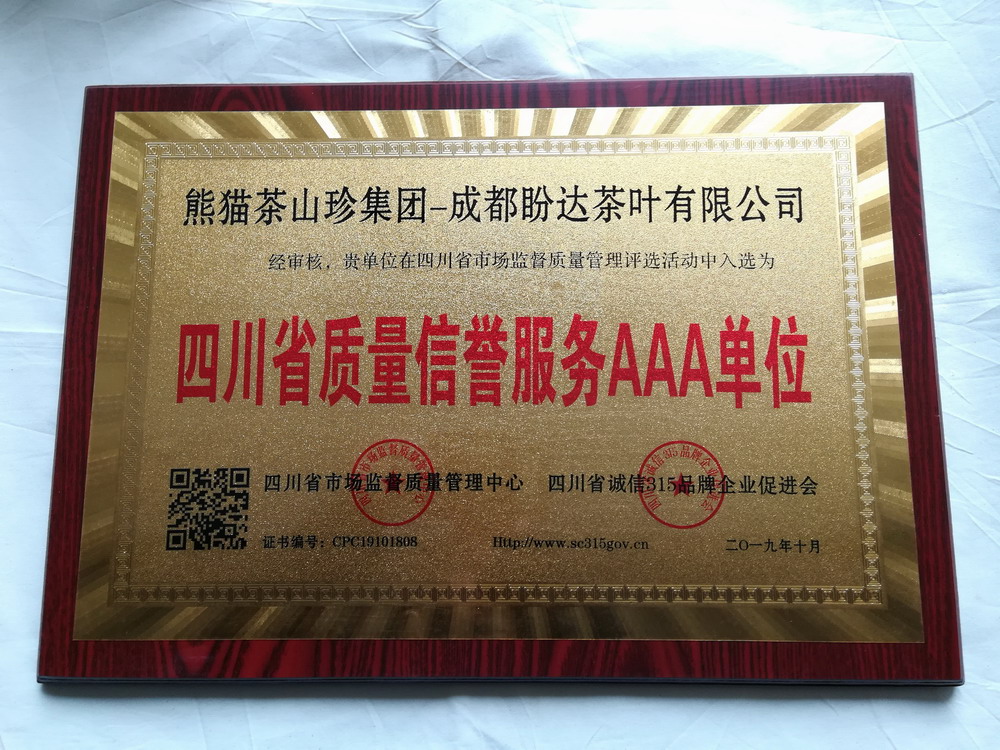 熊猫茶山珍集团-成都盼达茶叶有限公司
经审核，贵单位在四川省市场监督质量管理评选活动中入选为
四川省质量信誉服务AAA单位
四川省市场监督质量管理中心 四川省诚信315品牌企业促进会
证书编号：CPC19101808 Http://www.sc315gov.cn 二〇一九年十月